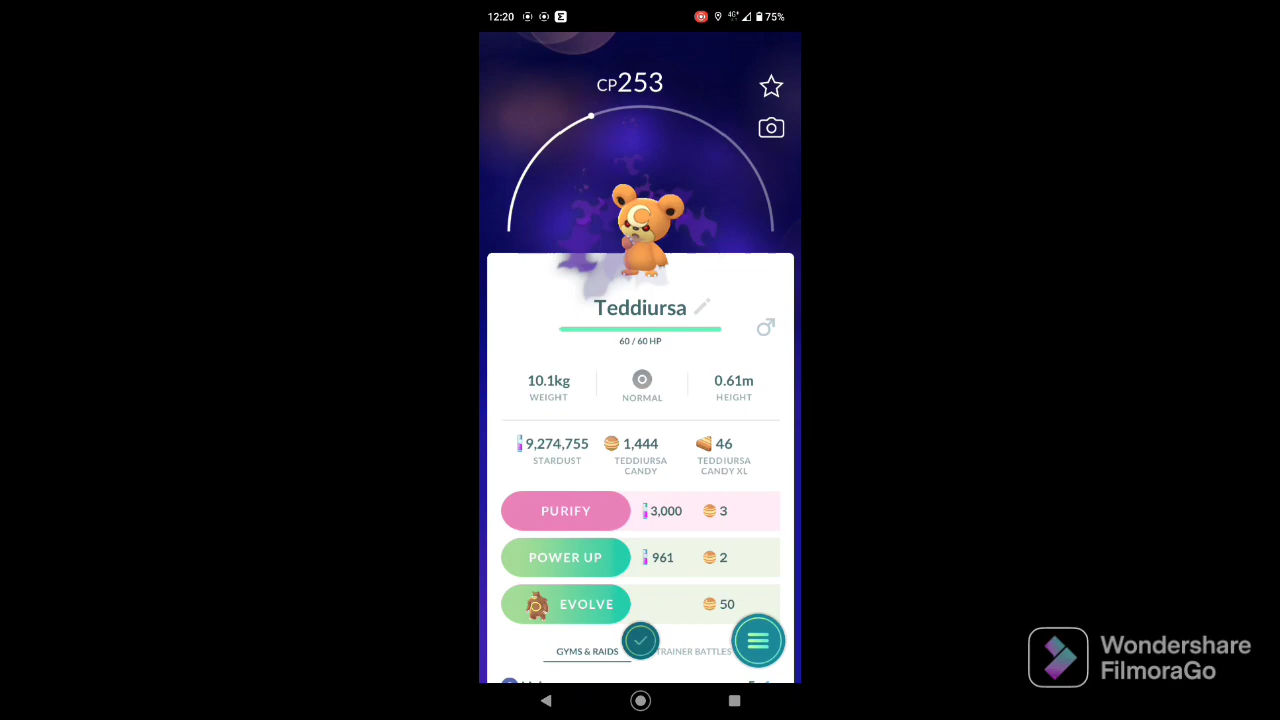 12:20
4G+ 75%
CP253
Teddiursa
60 / 60 HP
10.1kg
WEIGHT
NORMAL
0.61m
HEIGHT
9,274,755
STARDUST
1,444
TEDDIURSA
CANDY
46
TEDDIURSA
CANDY XL
PURIFY 3,000 3
POWER UP 961 2
EVOLVE 50
GYMS & RAIDS TRAINER BATTLES
Wondershare
FilmoraGo